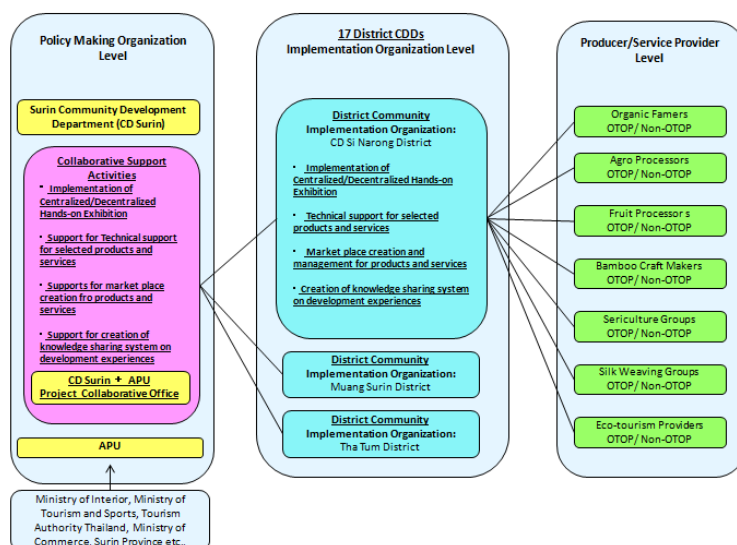 Policy Making Organization
Level
Surin Community Development
Department (CD Surin)
Collaborative Support
Activities
• Implementation of
Centralized/Decentralized
Hands-on Exhibition
• Support for Technical support
for selected products and
services
• Supports for market place
creation fro products and
services
• Support for creation of
knowledge sharing system on
development experiences
CD Surin + APU
Project Collaborative Office
APU
Ministry of Interior, Ministry of
Tourism and Sports, Tourism
Authority Thailand, Ministry of
Commerce, Surin Province etc..
17 District CDDs
Implementation Organization Level
District Community
Implementation Organization:
CD Si Narong District
• Implementation of
Centralized/Decentralized Hands-on
Exhibition
• Technical support for selected
products and services
• Market place creation and
management for products and services
• Creation of knowledge sharing system
on development experiences
District Community
Implementation Organization:
Muang Surin District
District Community
Implementation Organization:
Tha Tum District
Producer/Service Provider
Level
Organic Famers
OTOP/ Non-OTOP
Agro Processors
OTOP/ Non-OTOP
Fruit Processor s
OTOP/ Non-OTOP
Bamboo Craft Makers
OTOP/ Non-OTOP
Sericulture Groups
OTOP/ Non-OTOP
Silk Weaving Groups
OTOP/ Non-OTOP
Eco-tourism Providers
OTOP/ Non-OTOP